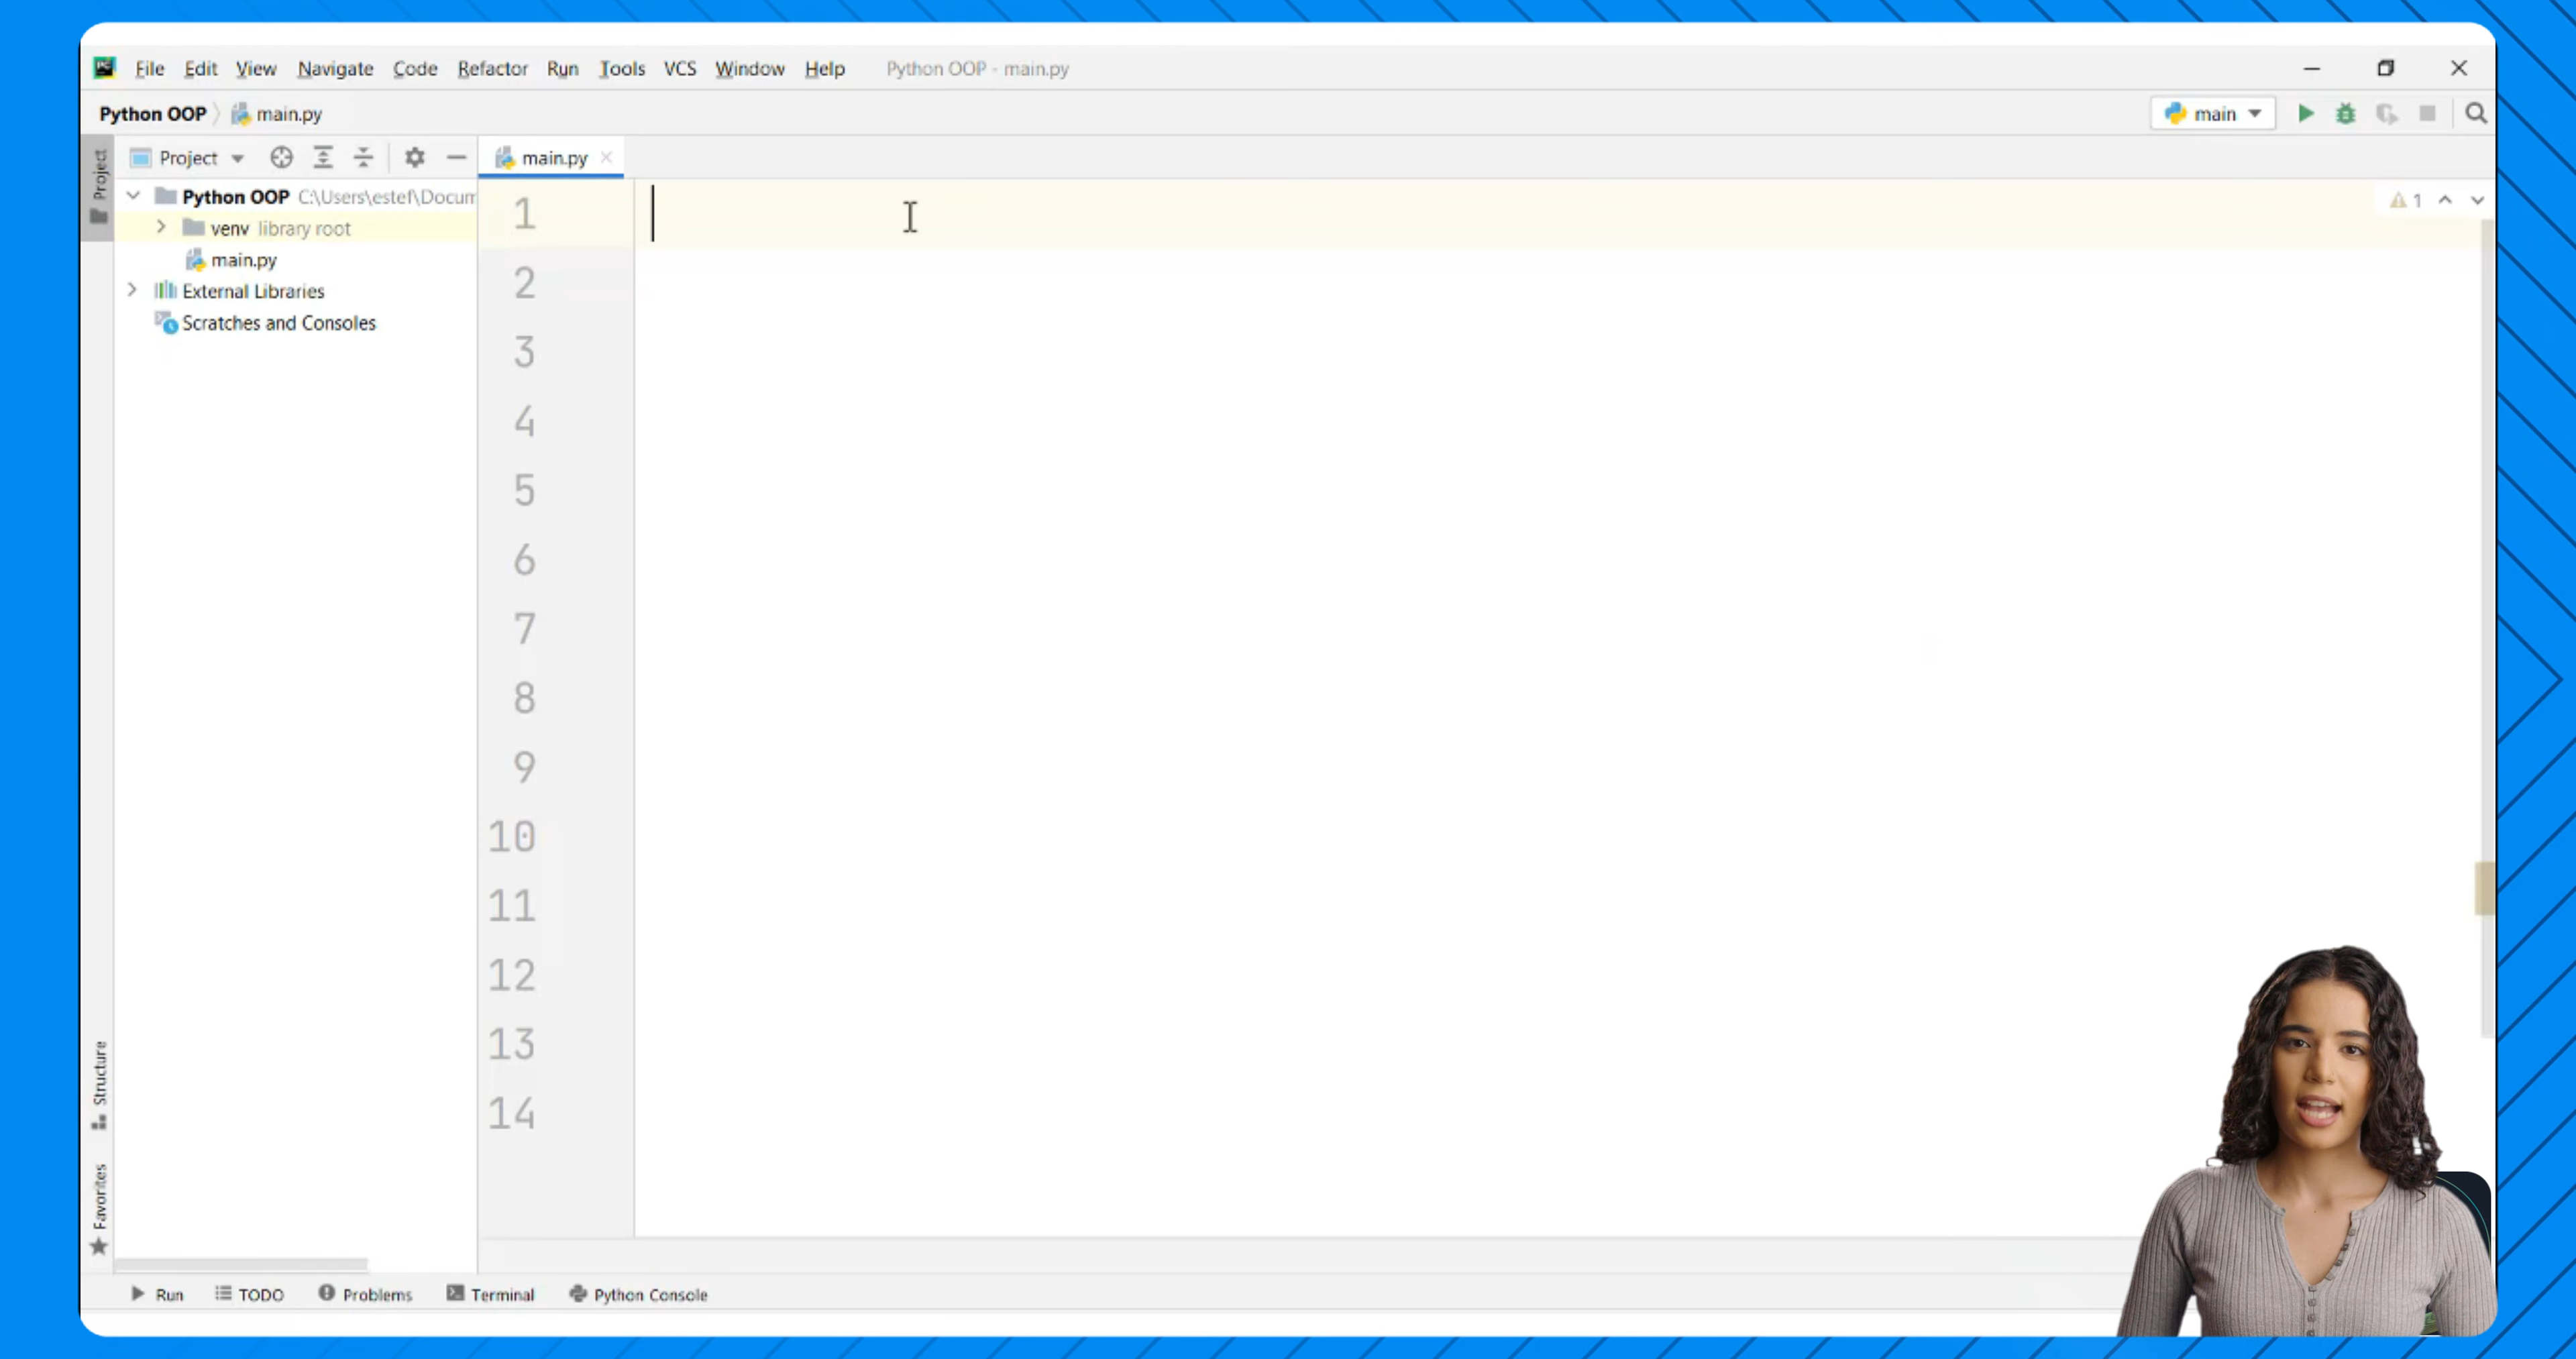 PC File Edit View Navigate Code Refactor Run Tools VCS Window Help Python OOP - main.py
Python OOP main.py main
Project Project main.py
Python OOP C:\Users\estef\Docum
venv library root
main.py
External Libraries
Scratches and Consoles
1
1
2
3
4
5
6
7
8
9
10
11
12
13
14
Structure
Favorites
Run TODO Problems Terminal Python Console